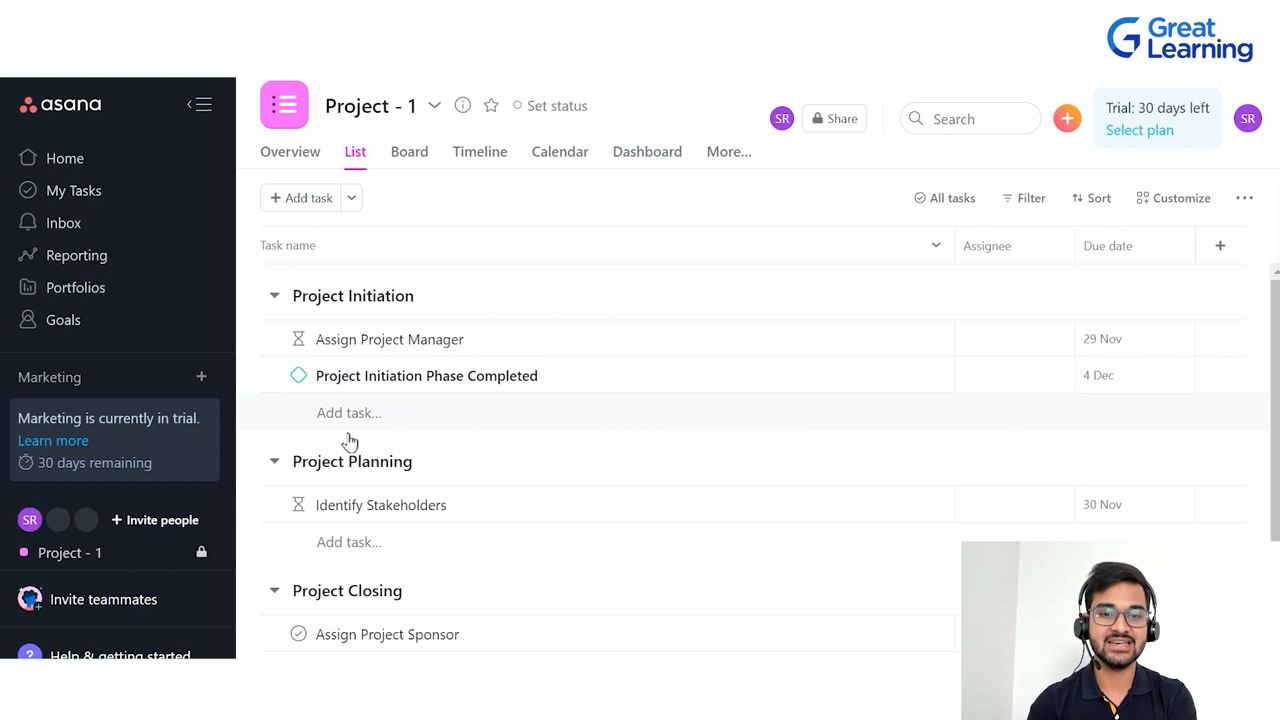 Great
Learning
asana
Project - 1
Set status
SR
Share
Search
+
Trial: 30 days left
Select plan
SR
Overview
List
Board
Timeline
Calendar
Dashboard
More...
Home
My Tasks
Inbox
Reporting
Portfolios
Goals
Marketing
+
Marketing is currently in trial.
Learn more
30 days remaining
SR
+ Invite people
Project - 1
Invite teammates
? Help & getting started
+ Add task
All tasks
Filter
Sort
Customize
...
Task name
Assignee
Due date
+
Project Initiation
Assign Project Manager
29 Nov
Project Initiation Phase Completed
4 Dec
Add task...
Project Planning
Identify Stakeholders
30 Nov
Add task...
Project Closing
Assign Project Sponsor